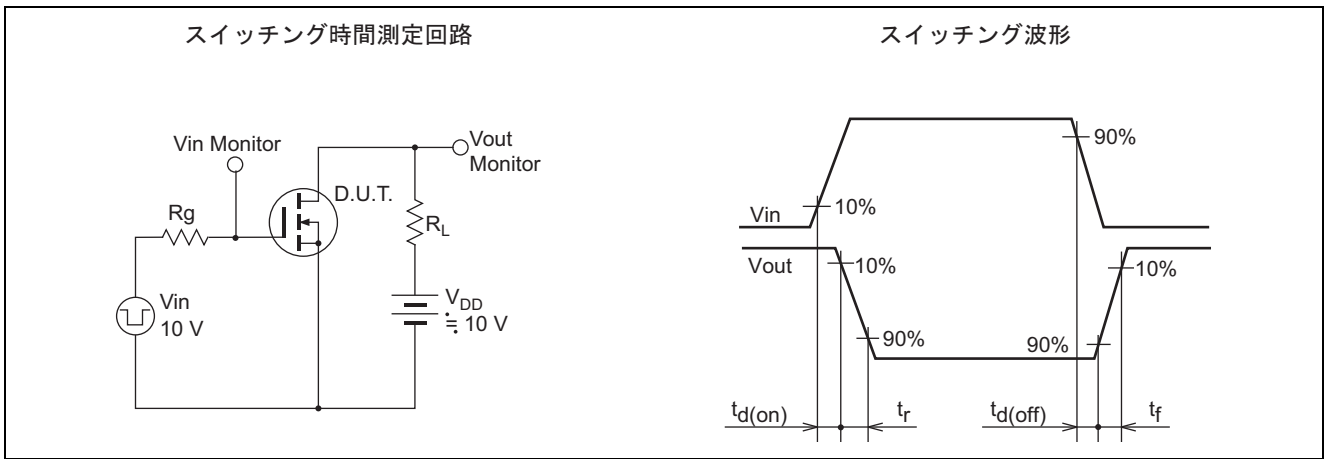 スイッチング時間測定回路
Vin Monitor
Vout
Monitor
D.U.T.
Rg
RL
Vin
10 V
VDD
≒ 10 V
スイッチング波形
Vin
10%
90%
Vout
10%
90%
90%
10%
td(on)
tr
td(off)
tf